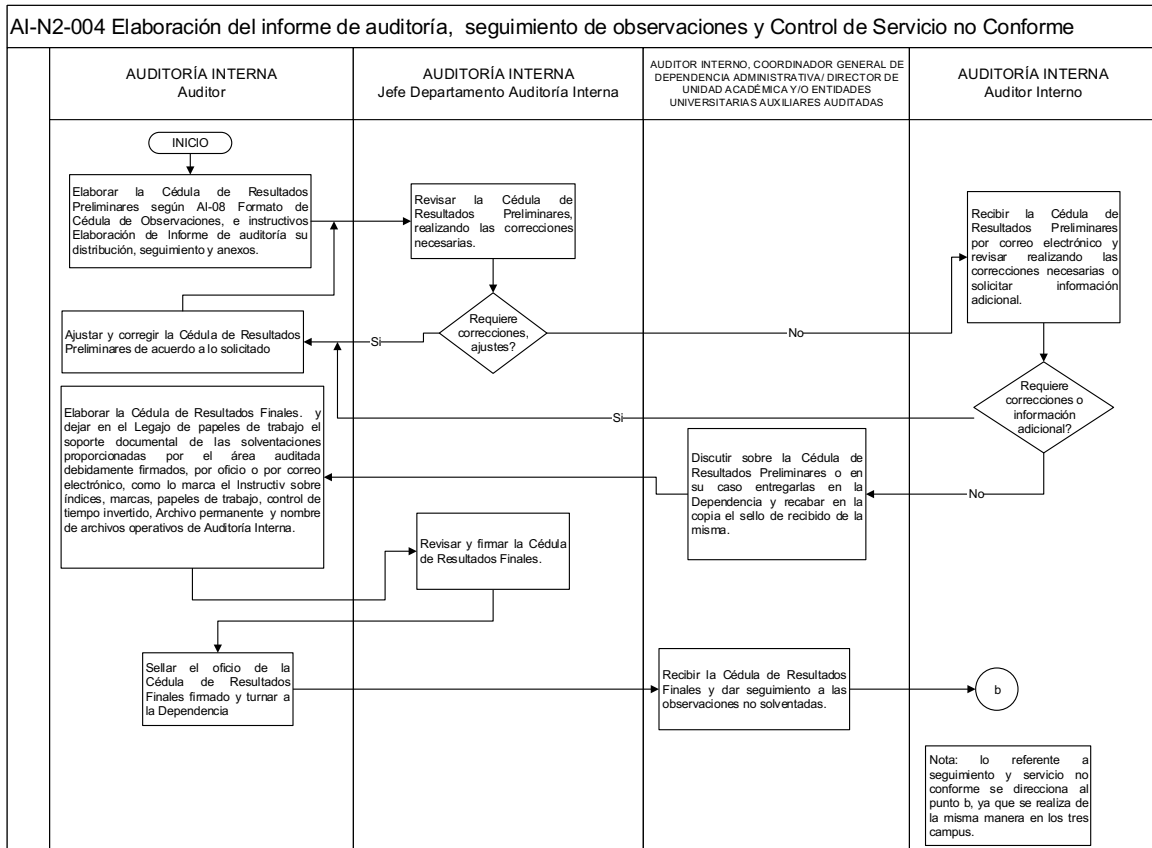 AI-N2-004 Elaboración del informe de auditoría, seguimiento de observaciones y Control de Servicio no Conforme
AUDITORÍA INTERNA
Auditor
AUDITORÍA INTERNA
Jefe Departamento Auditoría Interna
AUDITOR INTERNO, COORDINADOR GENERAL DE
DEPENDENCIA ADMINISTRATIVA/ DIRECTOR DE
UNIDAD ACADÉMICA Y/O ENTIDADES
UNIVERSITARIAS AUXILIARES AUDITADAS
AUDITORÍA INTERNA
Auditor Interno
INICIO
Elaborar la Cédula de Resultados
Preliminares según AI-08 Formato de
Cédula de Observaciones, e instructivos
Elaboración de Informe de auditoría su
distribución, seguimiento y anexos.
Revisar la Cédula de
Resultados Preliminares,
realizando las correcciones
necesarias.
Recibir la Cédula de
Resultados Preliminares
por correo electrónico y
revisar realizando las
correcciones necesarias o
solicitar información
adicional.
Ajustar y corregir la Cédula de Resultados
Preliminares de acuerdo a lo solicitado
Si
Requiere
correcciones,
ajustes?
No
Requiere
correcciones o
información
adicional?
Si
No
Elaborar la Cédula de Resultados Finales. y
dejar en el Legajo de papeles de trabajo el
soporte documental de las solventaciones
proporcionadas por el área auditada
debidamente firmados, por oficio o por correo
electrónico, como lo marca el Instructiv sobre
índices, marcas, papeles de trabajo, control de
tiempo invertido, Archivo permanente y nombre
de archivos operativos de Auditoría Interna.
Discutir sobre la Cédula de
Resultados Preliminares o en
su caso entregarlas en la
Dependencia y recabar en la
copia el sello de recibido de la
misma.
Revisar y firmar la Cédula
de Resultados Finales.
Sellar el oficio de la
Cédula de Resultados
Finales firmado y turnar a
la Dependencia
Recibir la Cédula de Resultados
Finales y dar seguimiento a las
observaciones no solventadas.
b
Nota: lo referente a
seguimiento y servicio no
conforme se direcciona al
punto b, ya que se realiza de
la misma manera en los tres
campus.